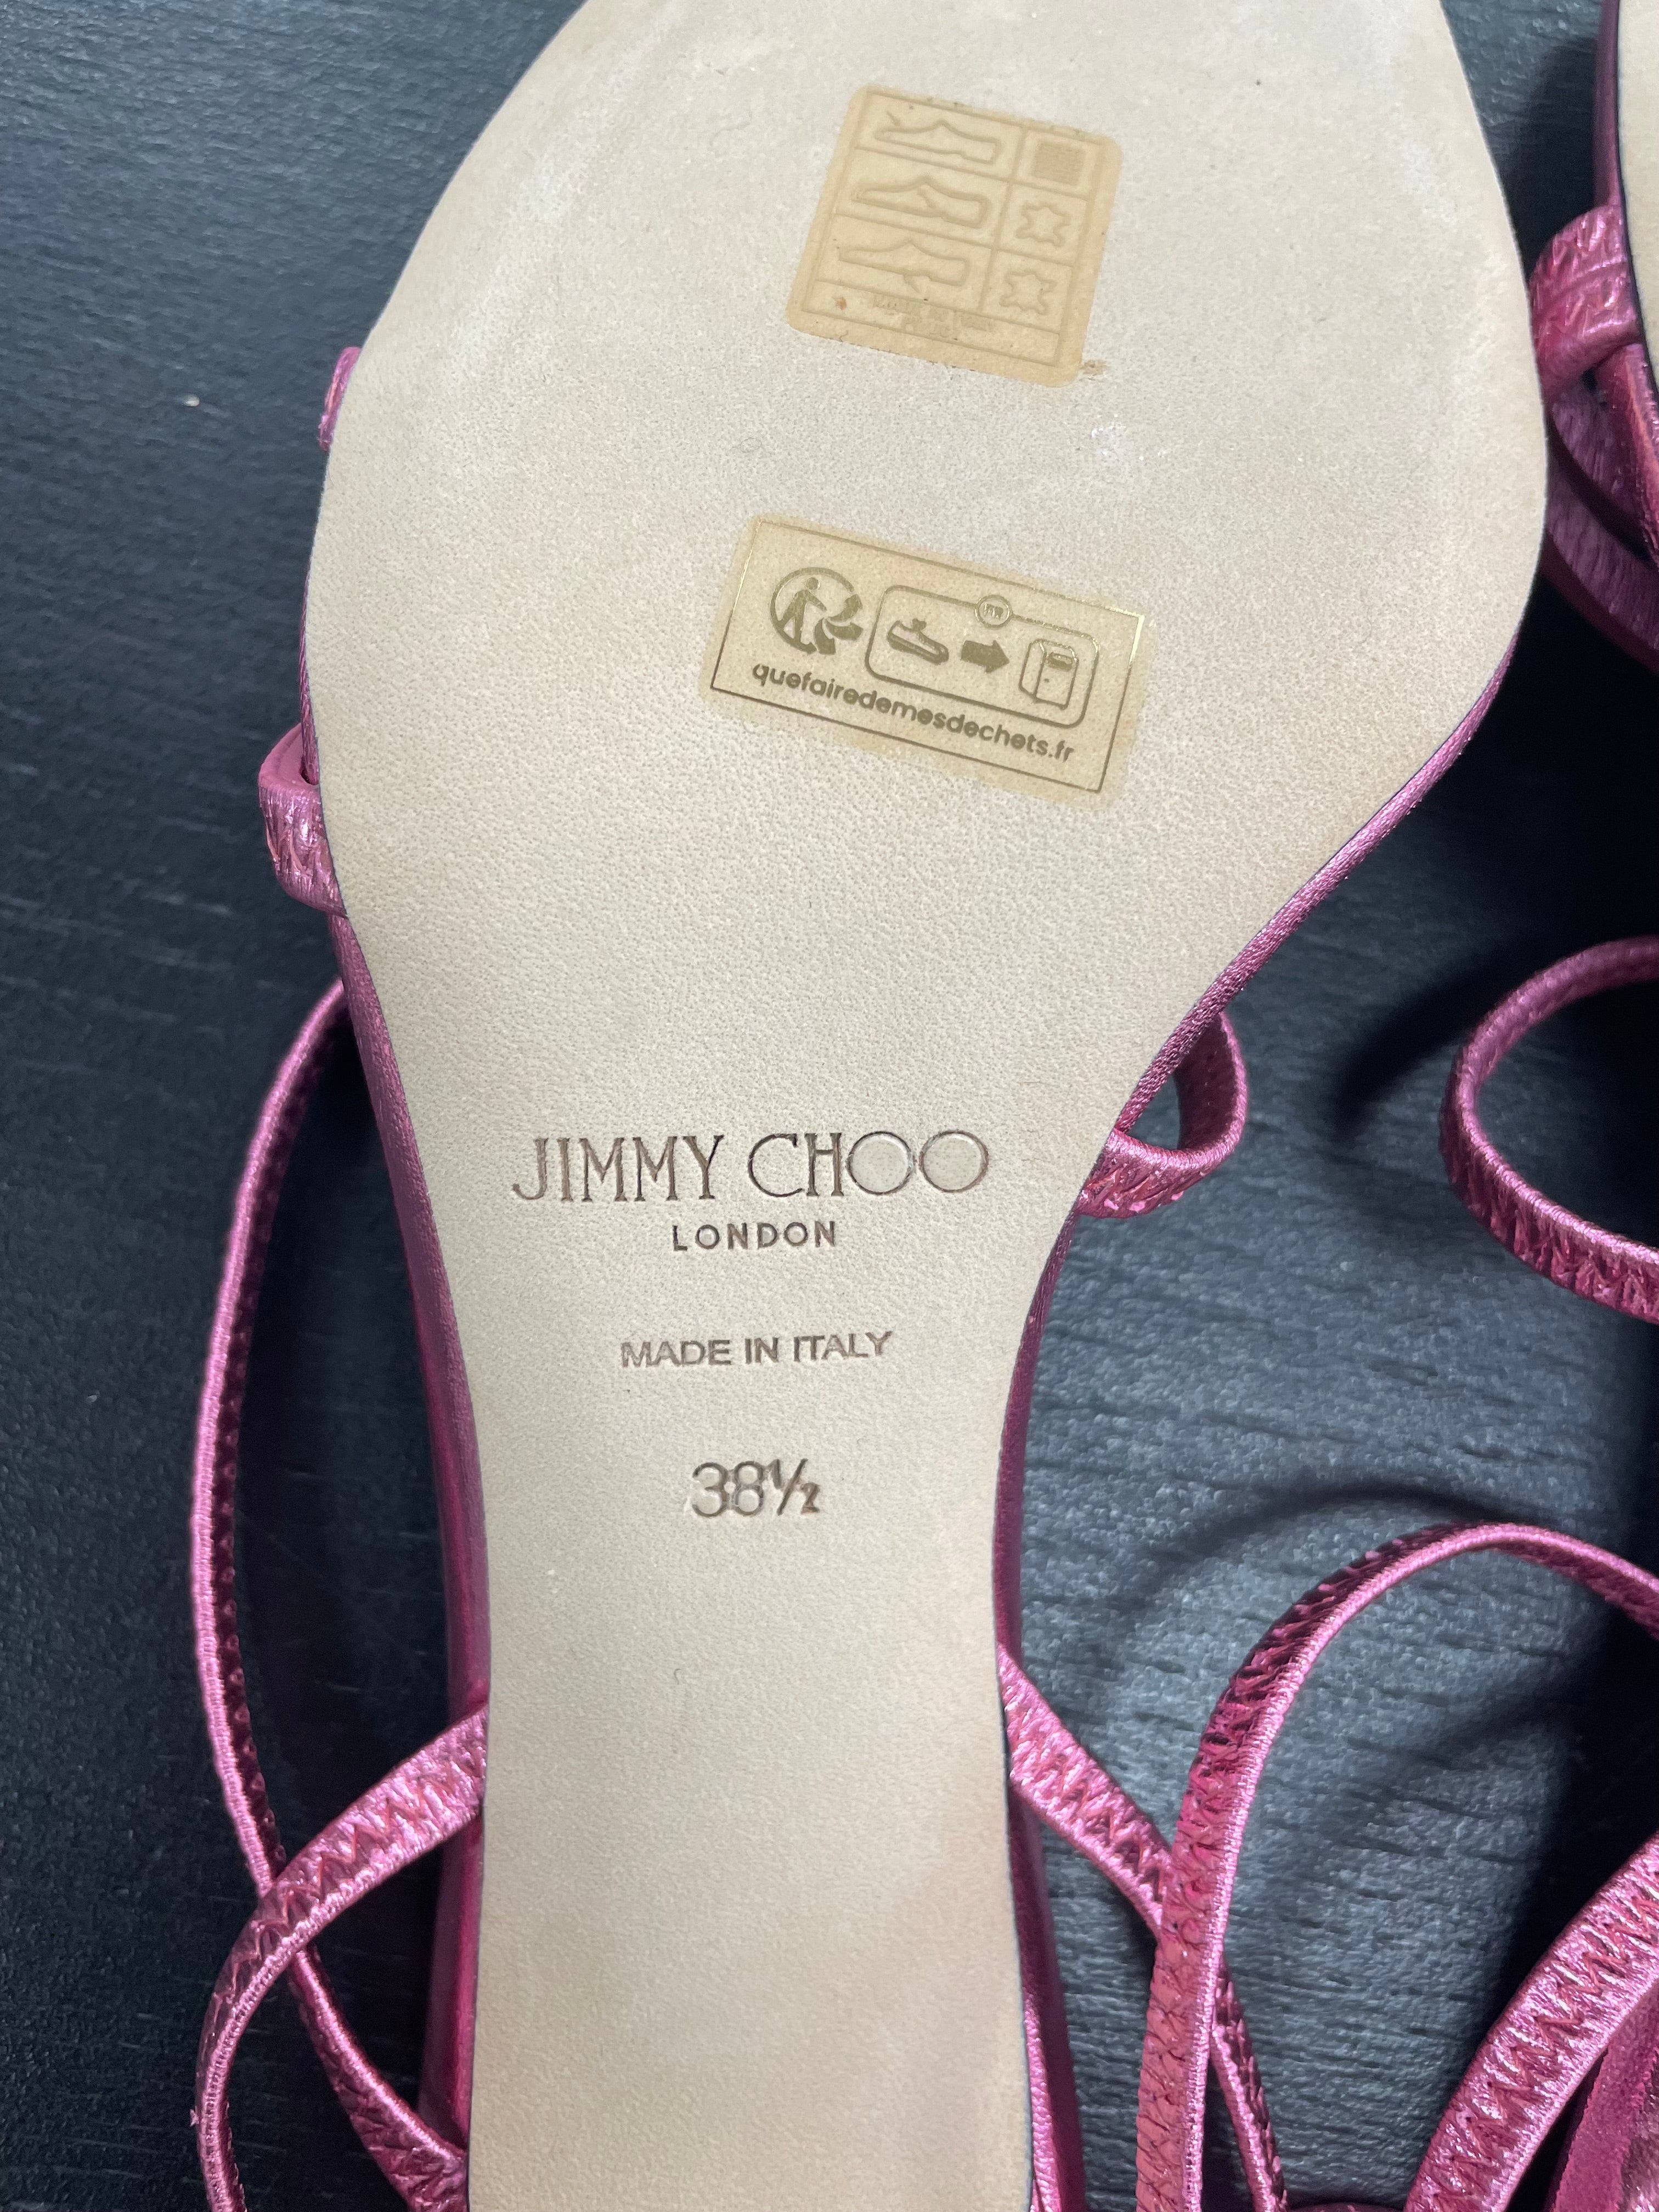 quefairedemesdechets.fr
JIMMY CHOO
LONDON
MADE IN ITALY
38½